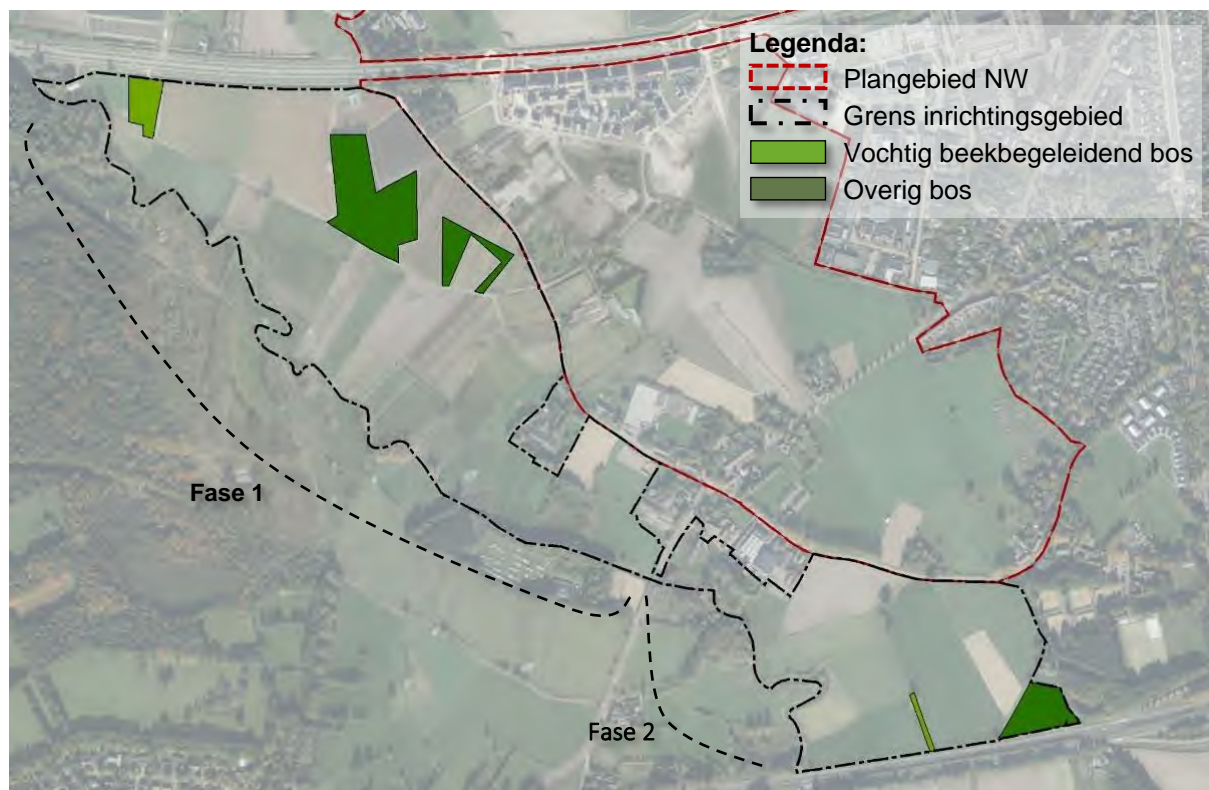 Legenda:
Plangebied NW
Grens inrichtingsgebied
Vochtig beekbegeleidend bos
Overig bos
Fase 1
Fase 2